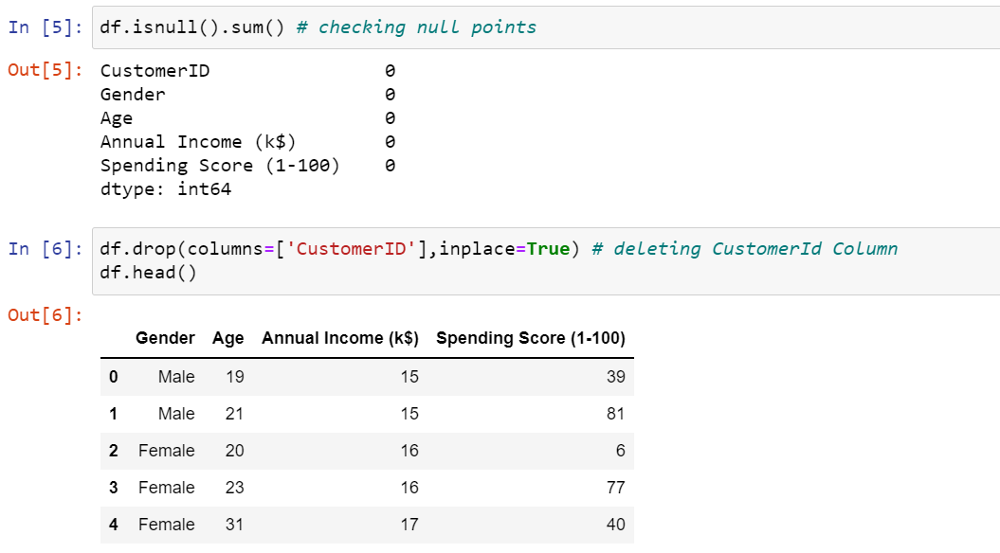 In [5]: df.isnull().sum() # checking null points
Out[5]: CustomerID 0
Gender 0
Age 0
Annual Income (k$) 0
Spending Score (1-100) 0
dtype: int64
In [6]: df.drop(columns=['CustomerID'],inplace=True) # deleting CustomerId Column
df.head()
Out[6]:
Gender Age Annual Income (k$) Spending Score (1-100)
0 Male 19 15 39
1 Male 21 15 81
2 Female 20 16 6
3 Female 23 16 77
4 Female 31 17 40